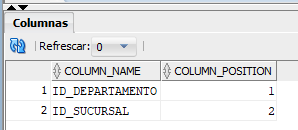 Columnas
Refrescar: 0
COLUMN_NAME COLUMN_POSITION
1 ID_DEPARTAMENTO 1
2 ID_SUCURSAL 2